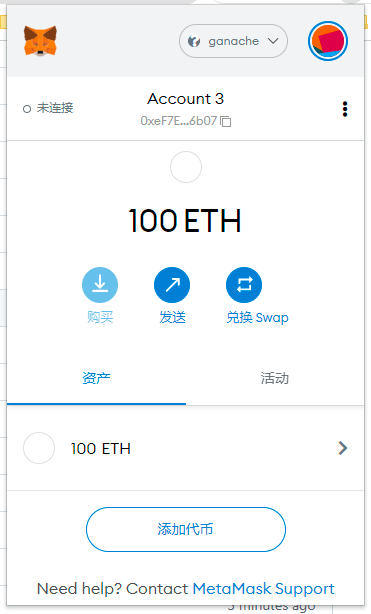 ganache
未连接
Account 3
0xeF7E...6b07
100 ETH
购买
发送
兑换 Swap
资产
活动
100 ETH
添加代币
Need help? Contact MetaMask Support
5 minutes ago